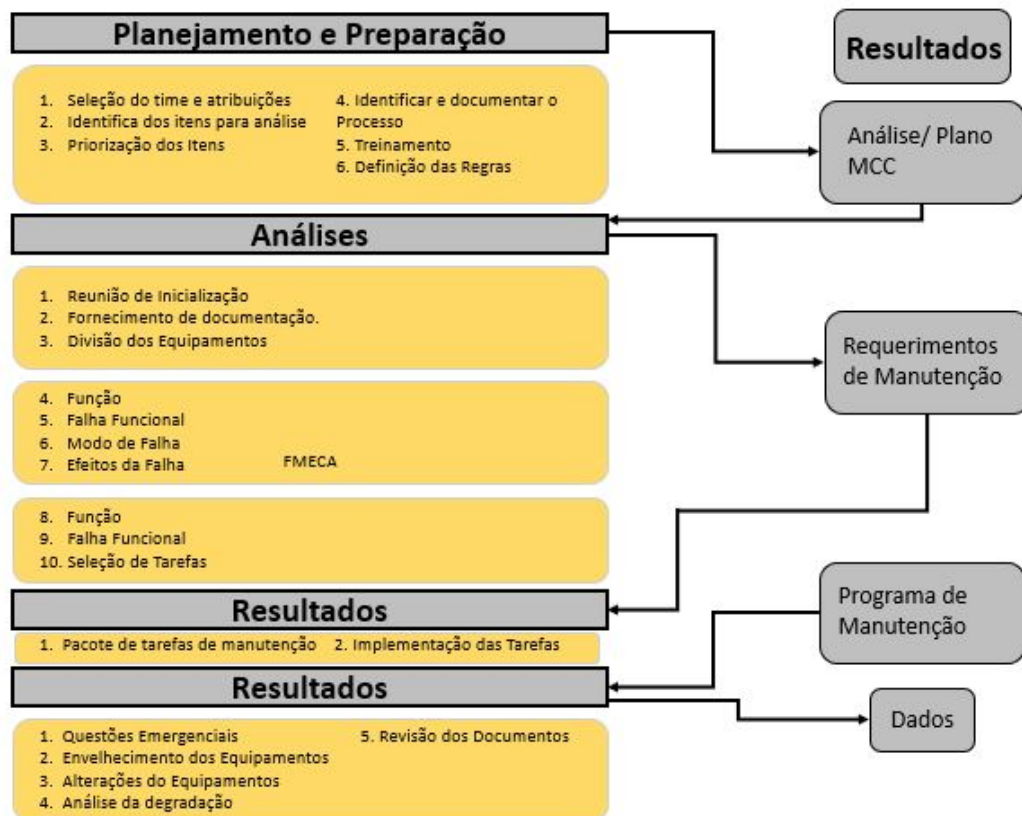 Planejamento e Preparação
Resultados
1. Seleção do time e atribuições
2. Identifica dos itens para análise
3. Priorização dos Itens
4. Identificar e documentar o
Processo
5. Treinamento
6. Definição das Regras
Análise/ Plano
MCC
Análises
1. Reunião de Inicialização
2. Fornecimento de documentação.
3. Divisão dos Equipamentos
Requerimentos
de Manutenção
4. Função
5. Falha Funcional
6. Modo de Falha
7. Efeitos da Falha
FMECA
8. Função
9. Falha Funcional
10. Seleção de Tarefas
Resultados
Programa de
Manutenção
1. Pacote de tarefas de manutenção
2. Implementação das Tarefas
Resultados
Dados
1. Questões Emergenciais
2. Envelhecimento dos Equipamentos
3. Alterações do Equipamentos
4. Análise da degradação
5. Revisão dos Documentos